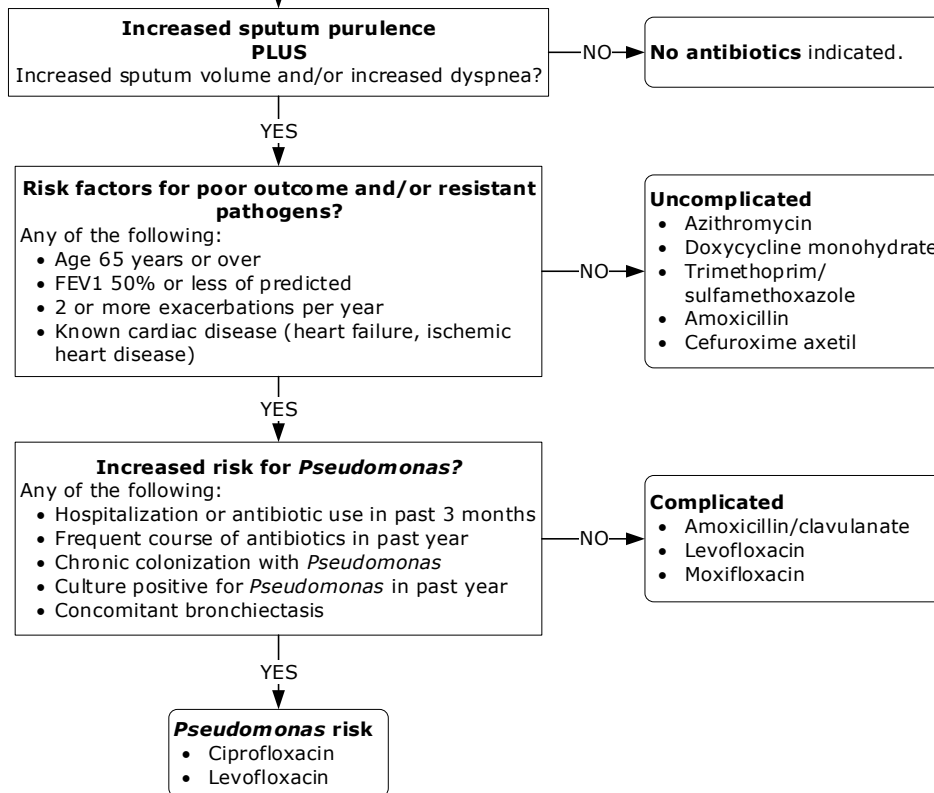 Increased sputum purulence
PLUS
Increased sputum volume and/or increased dyspnea?
NO
No antibiotics indicated.
YES
Risk factors for poor outcome and/or resistant
pathogens?
Any of the following:
• Age 65 years or over
• FEV1 50% or less of predicted
• 2 or more exacerbations per year
• Known cardiac disease (heart failure, ischemic
heart disease)
NO
Uncomplicated
• Azithromycin
• Doxycycline monohydrate
• Trimethoprim/
sulfamethoxazole
• Amoxicillin
• Cefuroxime axetil
YES
Increased risk for Pseudomonas?
Any of the following:
• Hospitalization or antibiotic use in past 3 months
• Frequent course of antibiotics in past year
• Chronic colonization with Pseudomonas
• Culture positive for Pseudomonas in past year
• Concomitant bronchiectasis
NO
Complicated
• Amoxicillin/clavulanate
• Levofloxacin
• Moxifloxacin
YES
Pseudomonas risk
• Ciprofloxacin
• Levofloxacin